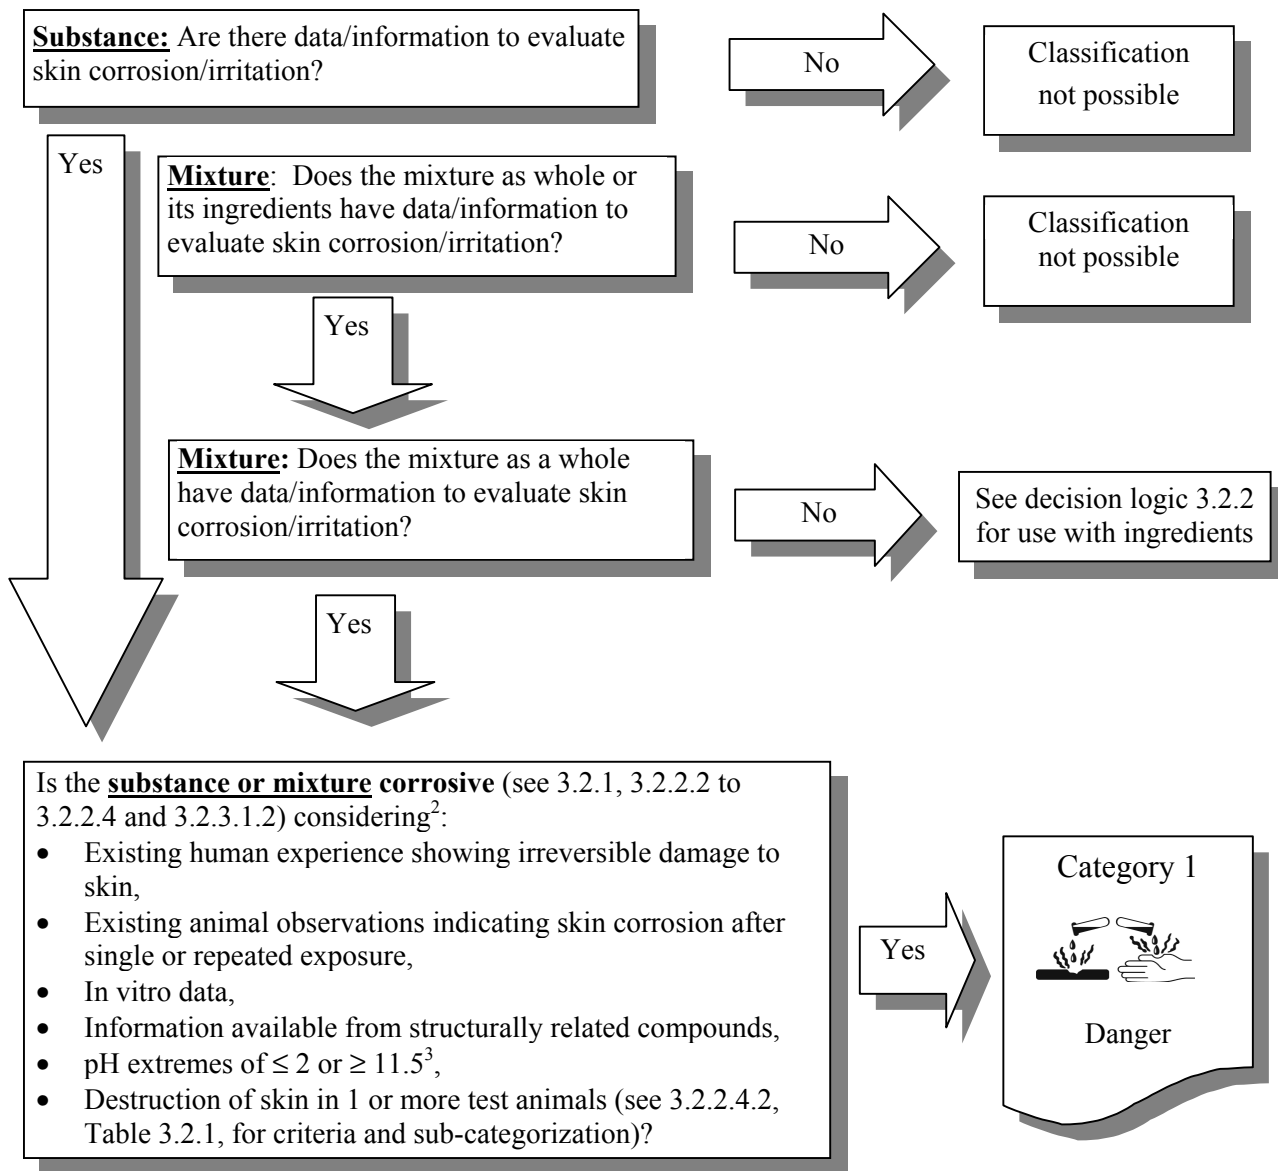 Substance: Are there data/information to evaluate
skin corrosion/irritation?
No
Classification
not possible
Yes
Mixture:  Does the mixture as whole or
its ingredients have data/information to
evaluate skin corrosion/irritation?
No
Classification
not possible
Yes
Mixture: Does the mixture as a whole
have data/information to evaluate skin
corrosion/irritation?
No
See decision logic 3.2.2
for use with ingredients
Yes
Is the substance or mixture corrosive (see 3.2.1, 3.2.2.2 to
3.2.2.4 and 3.2.3.1.2) considering²:
• Existing human experience showing irreversible damage to
skin,
• Existing animal observations indicating skin corrosion after
single or repeated exposure,
• In vitro data,
• Information available from structurally related compounds,
• pH extremes of ≤ 2 or ≥ 11.5³,
• Destruction of skin in 1 or more test animals (see 3.2.2.4.2,
Table 3.2.1, for criteria and sub-categorization)?
Yes
Category 1
Danger